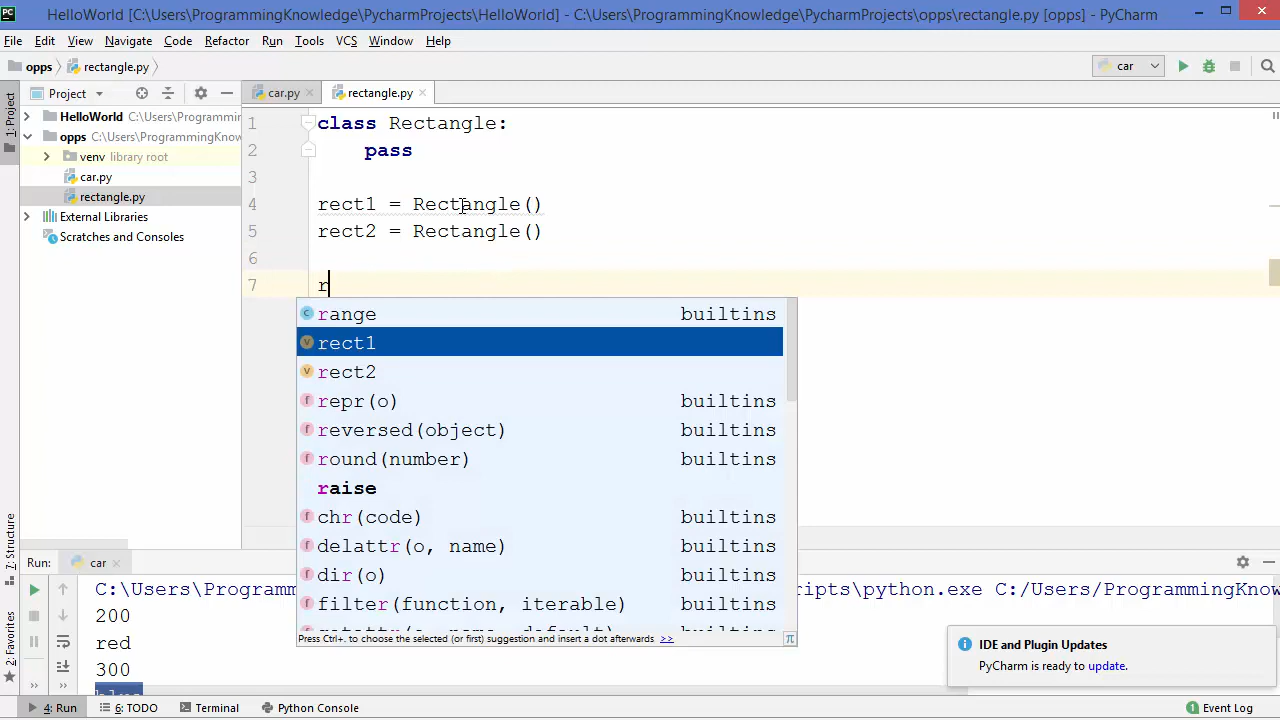 HelloWorld [C:\Users\ProgrammingKnowledge\PycharmProjects\HelloWorld] - C:\Users\ProgrammingKnowledge\PycharmProjects\opps\rectangle.py [opps] - PyCharm
File Edit View Navigate Code Refactor Run Tools VCS Window Help
opps rectangle.py car
1: Project
Project car.py rectangle.py
HelloWorld C:\Users\Programmin
opps C:\Users\ProgrammingKnow
venv library root
car.py
rectangle.py
External Libraries
Scratches and Consoles
1 class Rectangle:
2 pass
3
4 rect1 = Rectangle()
5 rect2 = Rectangle()
6
7 r
range builtins
rect1
rect2
repr(o) builtins
reversed(object) builtins
round(number) builtins
raise
chr(code) builtins
delattr(o, name) builtins
dir(o) builtins
filter(function, iterable) builtins
Press Ctrl+. to choose the selected (or first) suggestion and insert a dot afterwards >>
7: Structure
2: Favorites
Run: car
C:\Users\Progra ripts\python.exe C:/Users/ProgrammingKnow
200
red
300
IDE and Plugin Updates
PyCharm is ready to update.
4: Run 6: TODO Terminal Python Console 1 Event Log